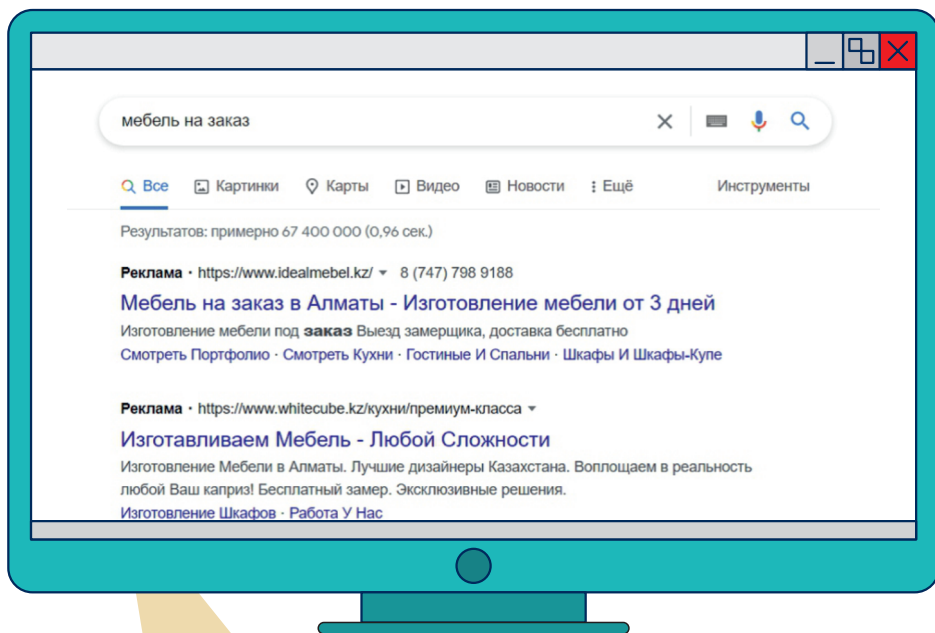 мебель на заказ
Все Картинки Карты Видео Новости Ещё Инструменты
Результатов: примерно 67 400 000 (0,96 сек.)
Реклама · https://www.idealmebel.kz/ 8 (747) 798 9188
Мебель на заказ в Алматы - Изготовление мебели от 3 дней
Изготовление мебели под заказ Выезд замерщика, доставка бесплатно
Смотреть Портфолио · Смотреть Кухни · Гостиные И Спальни · Шкафы И Шкафы-Купе
Реклама · https://www.whitecube.kz/кухни/премиум-класса
Изготавливаем Мебель - Любой Сложности
Изготовление Мебели в Алматы. Лучшие дизайнеры Казахстана. Воплощаем в реальность
любой Ваш каприз! Бесплатный замер. Эксклюзивные решения.
Изготовление Шкафов · Работа У Нас